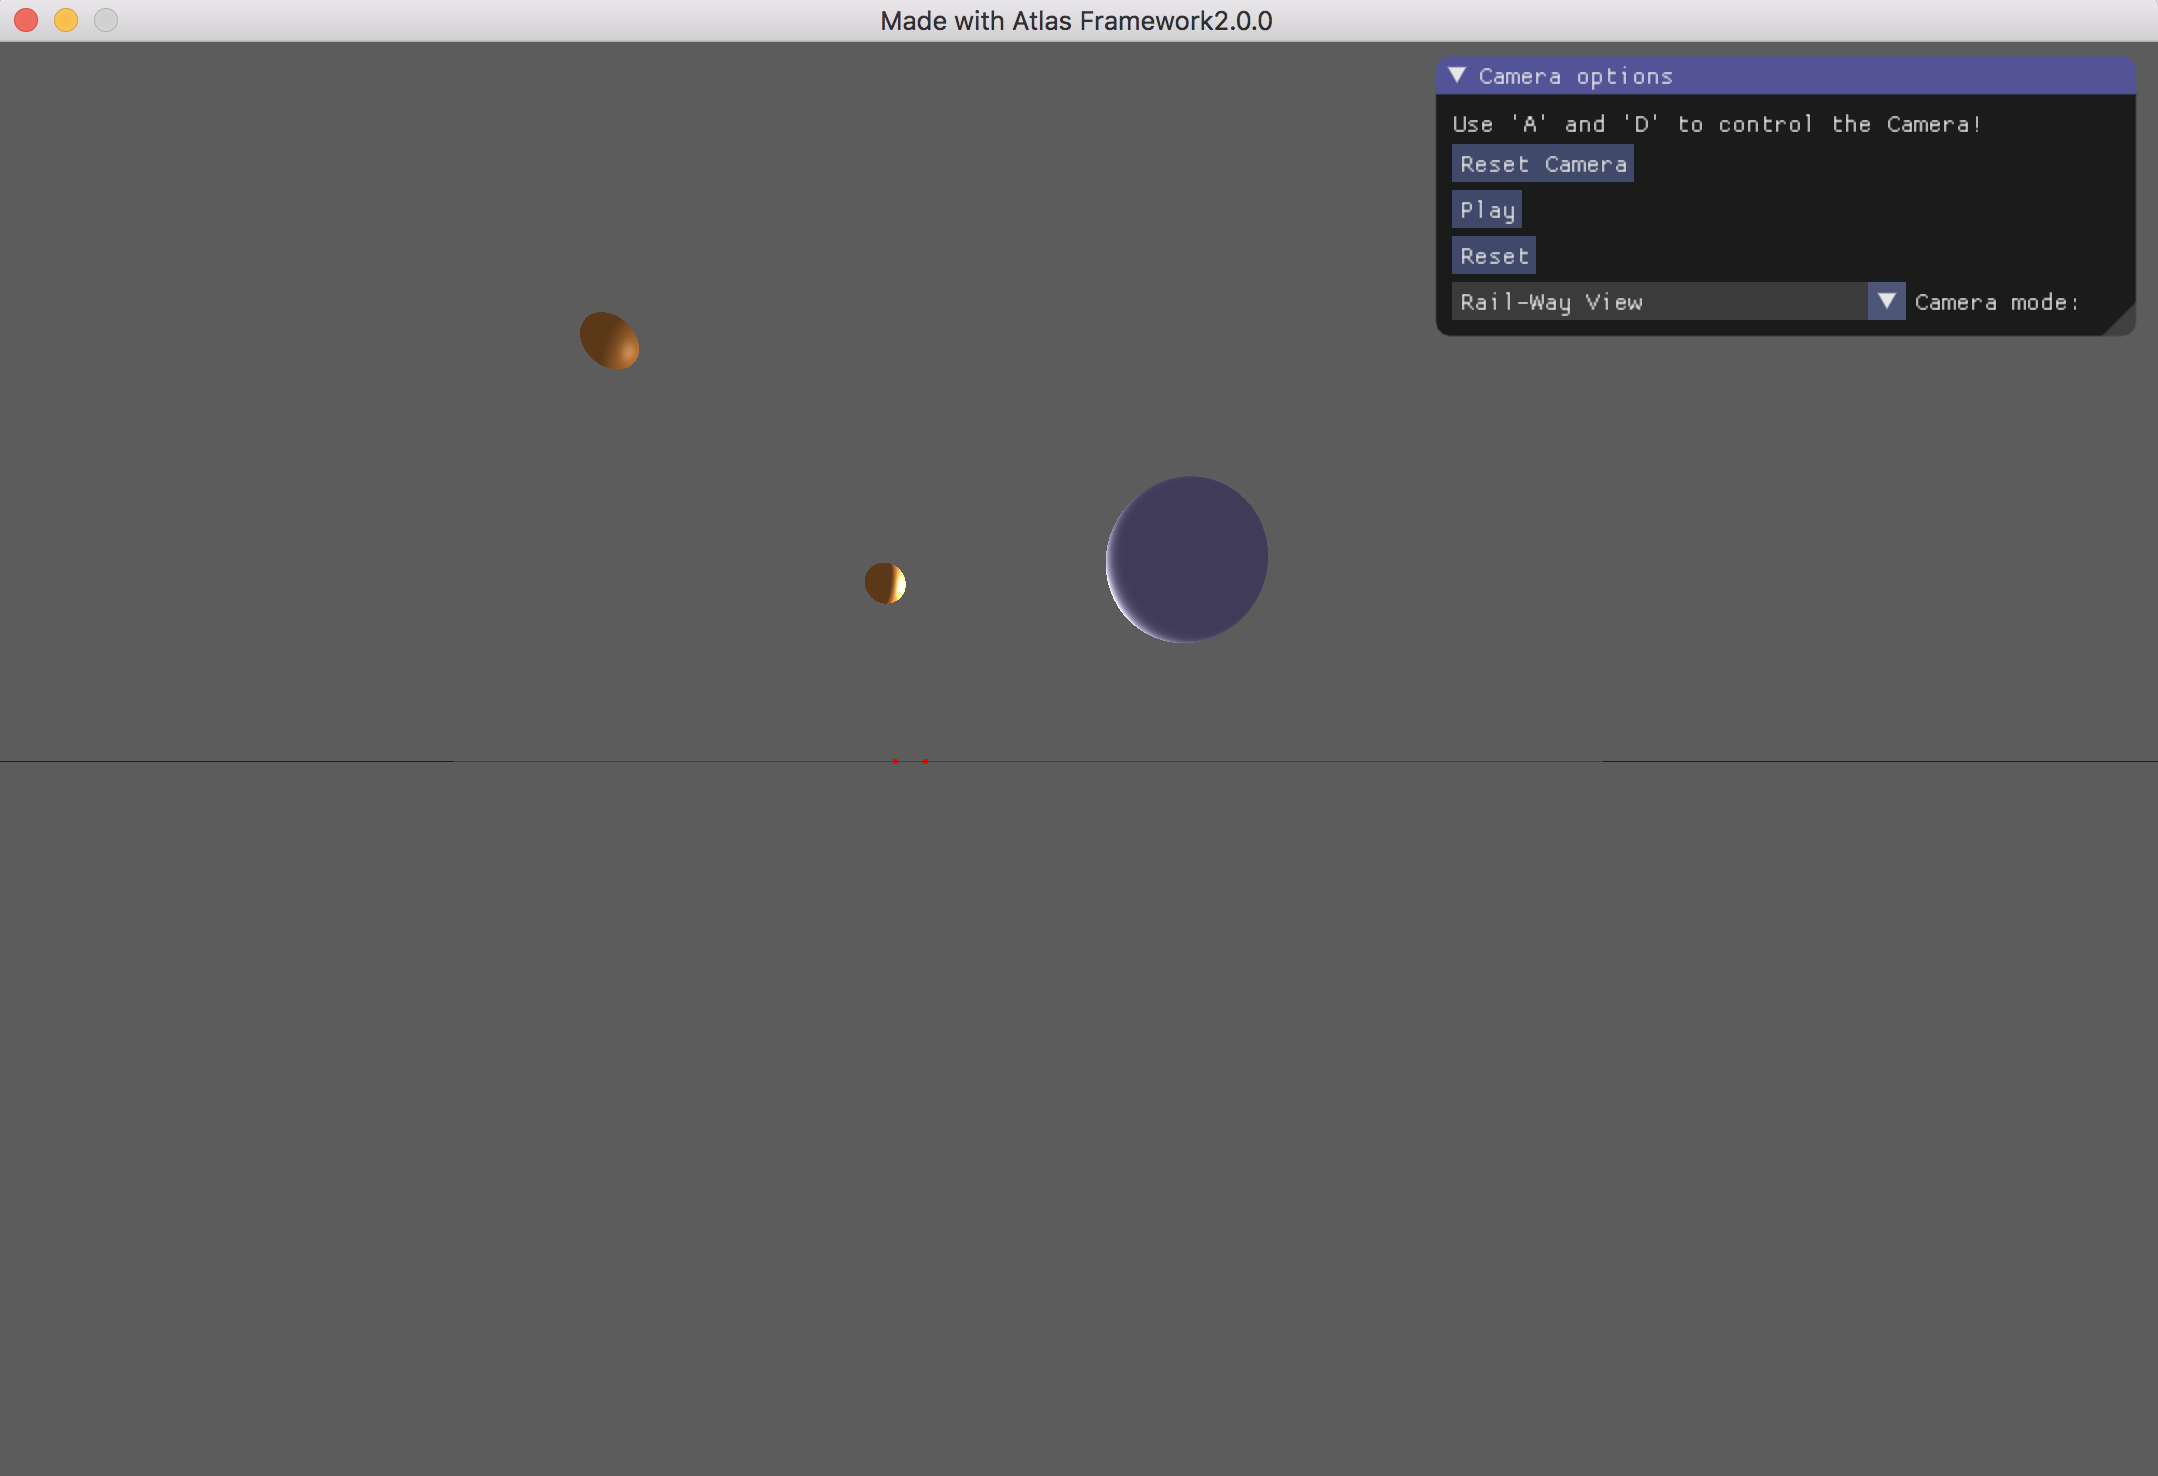 Made with Atlas Framework2.0.0
Camera options
Use 'A' and 'D' to control the Camera!
Reset Camera
Play
Reset
Rail-Way View Camera mode: